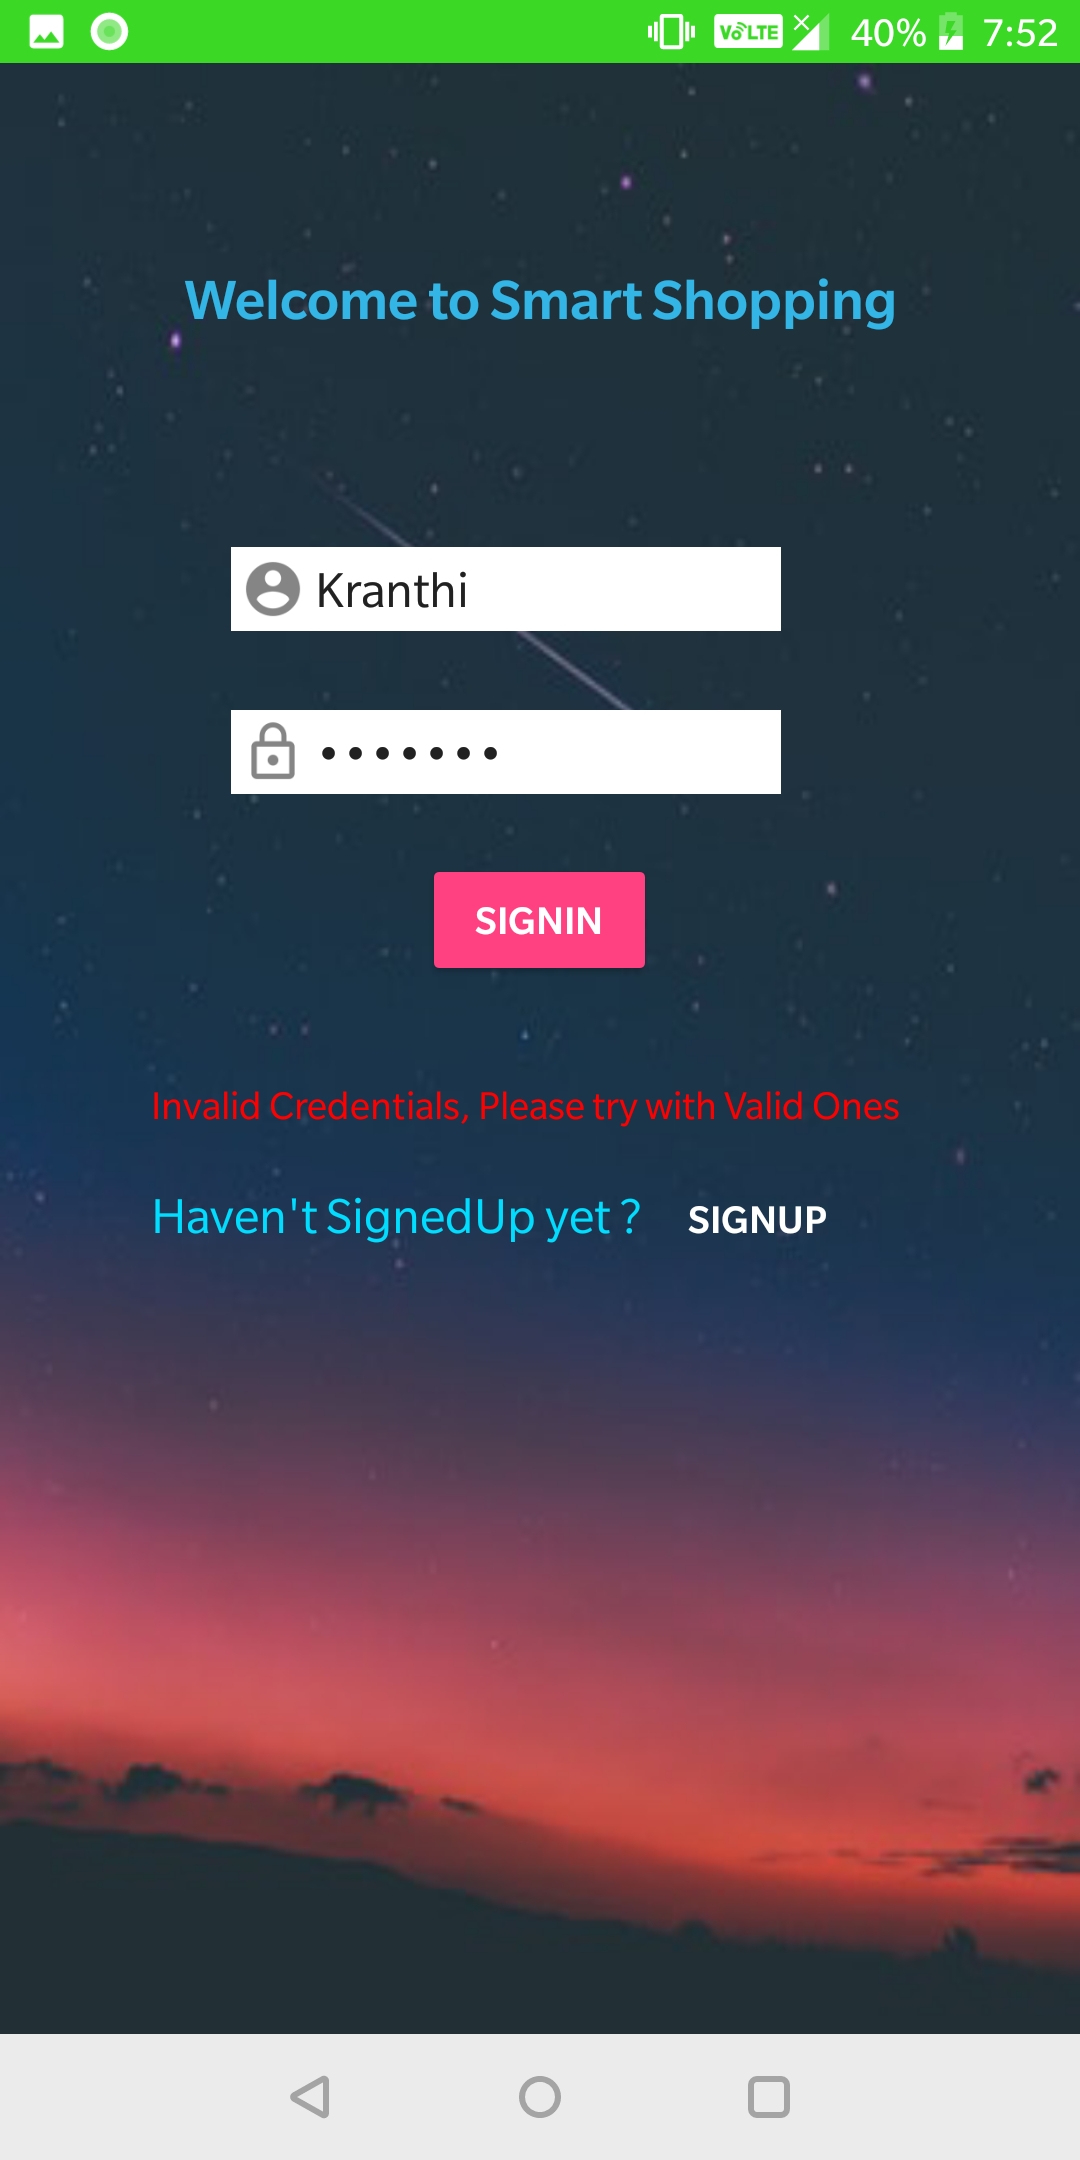 VoLTE 40% 7:52
Welcome to Smart Shopping
Kranthi
•••••••
SIGNIN
Invalid Credentials, Please try with Valid Ones
Haven't SignedUp yet ? SIGNUP